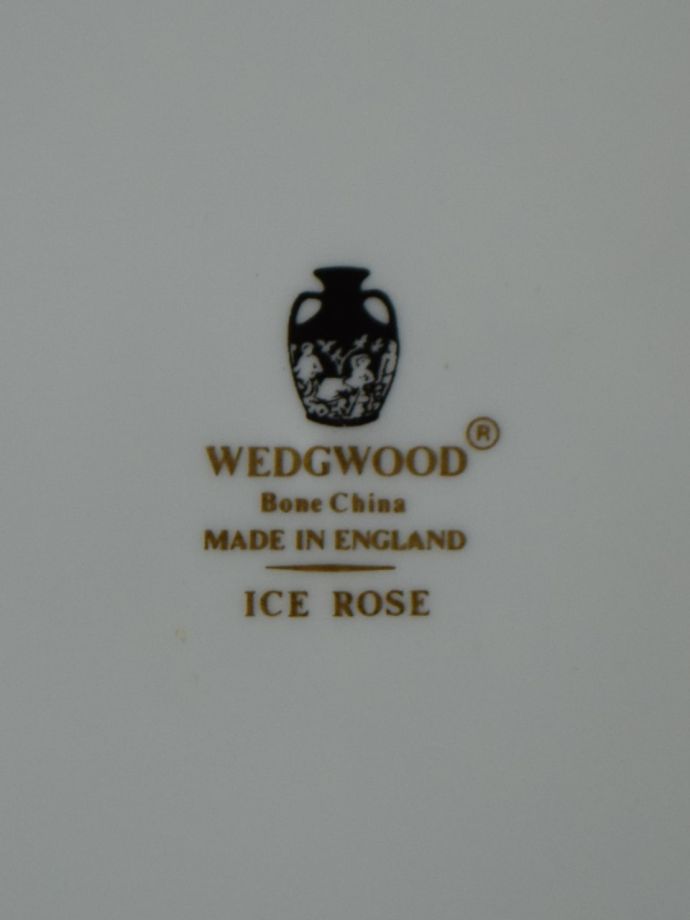 WEDGWOOD®
Bone China
MADE IN ENGLAND
ICE ROSE